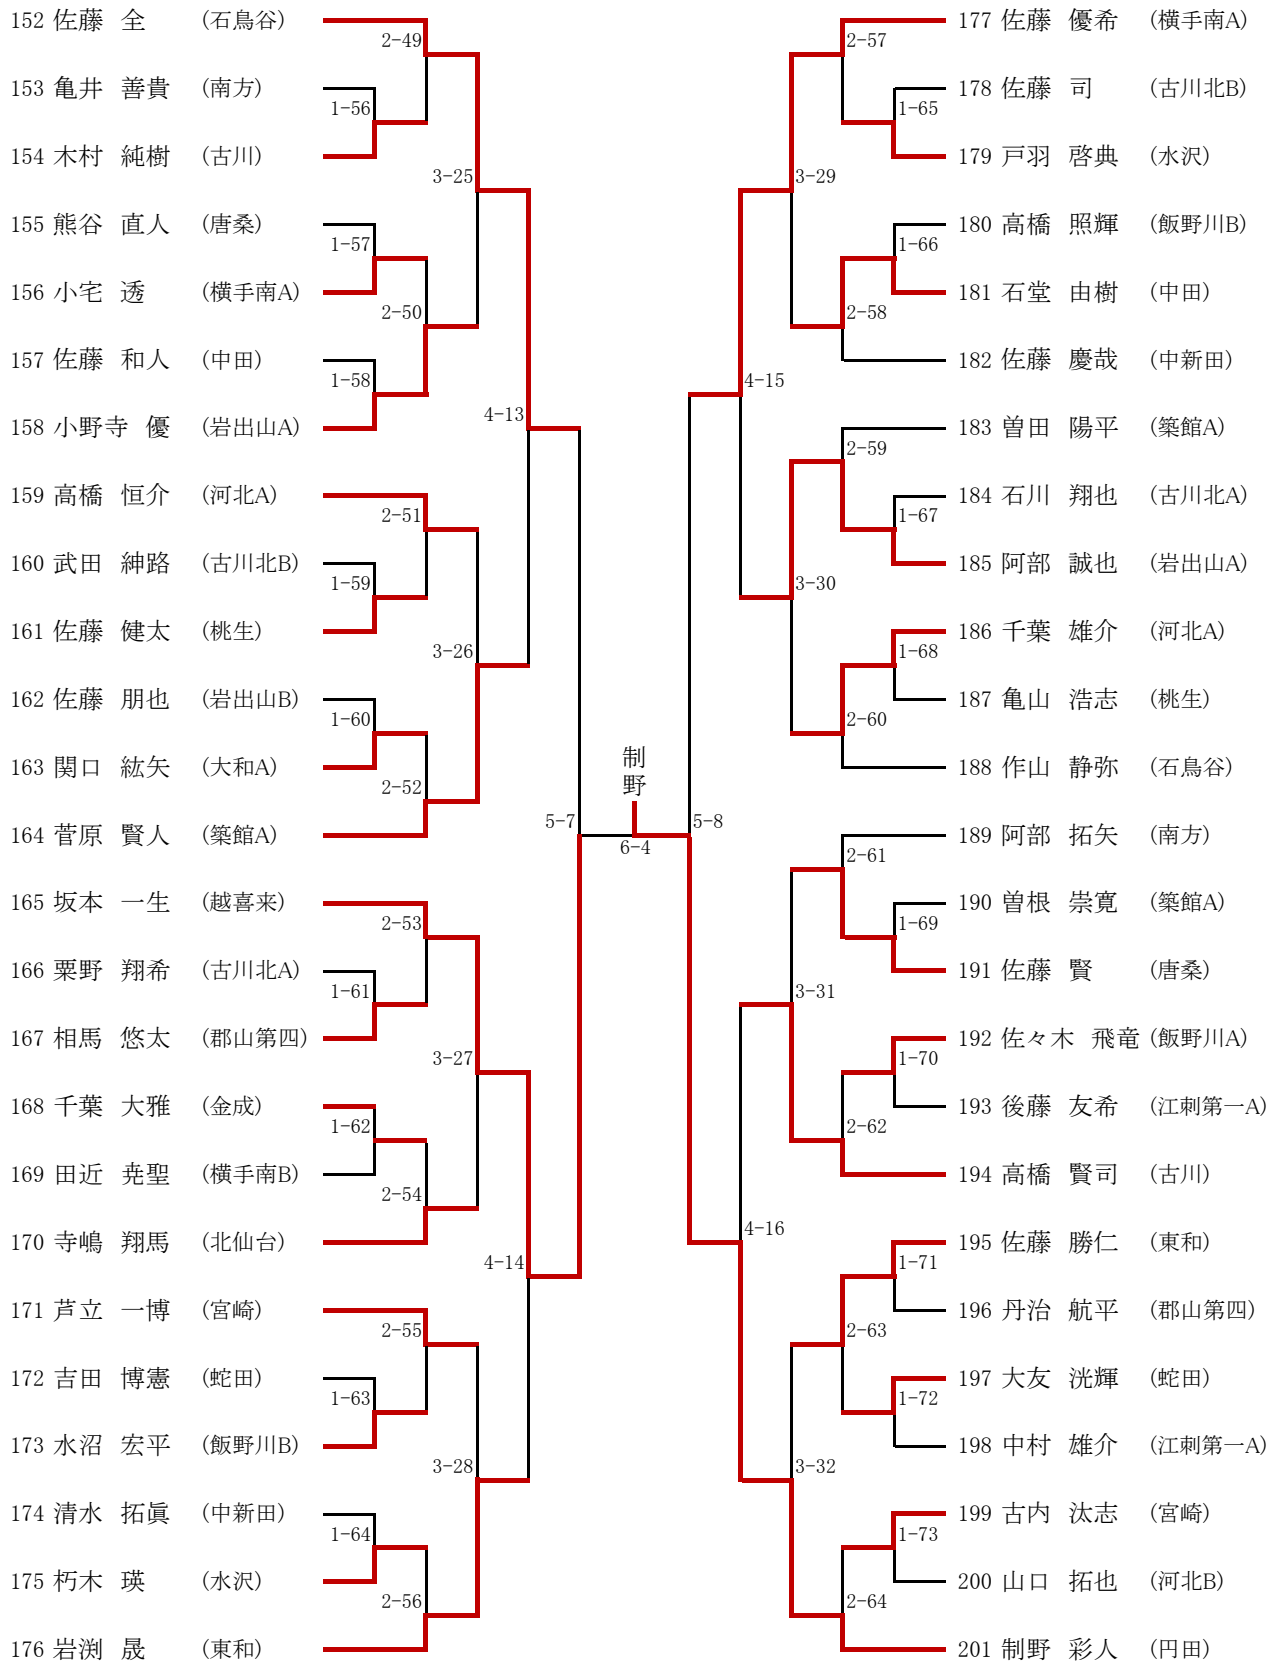 152 佐藤 全 (石鳥谷)
2-49
153 亀井 善貴 (南方)
1-56
154 木村 純樹 (古川)
3-25
155 熊谷 直人 (唐桑)
1-57
156 小宅 透 (横手南A)
2-50
157 佐藤 和人 (中田)
1-58
158 小野寺 優 (岩出山A)
4-13
159 高橋 恒介 (河北A)
2-51
160 武田 紳路 (古川北B)
1-59
161 佐藤 健太 (桃生)
3-26
162 佐藤 朋也 (岩出山B)
1-60
163 関口 紘矢 (大和A)
2-52
164 菅原 賢人 (築館A)
5-7
165 坂本 一生 (越喜来)
2-53
166 粟野 翔希 (古川北A)
1-61
167 相馬 悠太 (郡山第四)
3-27
168 千葉 大雅 (金成)
1-62
169 田近 尭聖 (横手南B)
2-54
170 寺嶋 翔馬 (北仙台)
4-14
171 芦立 一博 (宮崎)
2-55
172 吉田 博憲 (蛇田)
1-63
173 水沼 宏平 (飯野川B)
3-28
174 清水 拓眞 (中新田)
1-64
175 朽木 瑛 (水沢)
2-56
176 岩渕 晟 (東和)
制
野
6-4
177 佐藤 優希 (横手南A)
2-57
178 佐藤 司 (古川北B)
1-65
179 戸羽 啓典 (水沢)
3-29
180 高橋 照輝 (飯野川B)
1-66
181 石堂 由樹 (中田)
2-58
182 佐藤 慶哉 (中新田)
4-15
183 曽田 陽平 (築館A)
2-59
184 石川 翔也 (古川北A)
1-67
185 阿部 誠也 (岩出山A)
3-30
186 千葉 雄介 (河北A)
1-68
187 亀山 浩志 (桃生)
2-60
188 作山 静弥 (石鳥谷)
5-8
189 阿部 拓矢 (南方)
2-61
190 曽根 崇寛 (築館A)
1-69
191 佐藤 賢 (唐桑)
3-31
192 佐々木 飛竜 (飯野川A)
1-70
193 後藤 友希 (江刺第一A)
2-62
194 高橋 賢司 (古川)
4-16
195 佐藤 勝仁 (東和)
1-71
196 丹治 航平 (郡山第四)
2-63
197 大友 洸輝 (蛇田)
1-72
198 中村 雄介 (江刺第一A)
3-32
199 古内 汰志 (宮崎)
1-73
200 山口 拓也 (河北B)
2-64
201 制野 彩人 (円田)